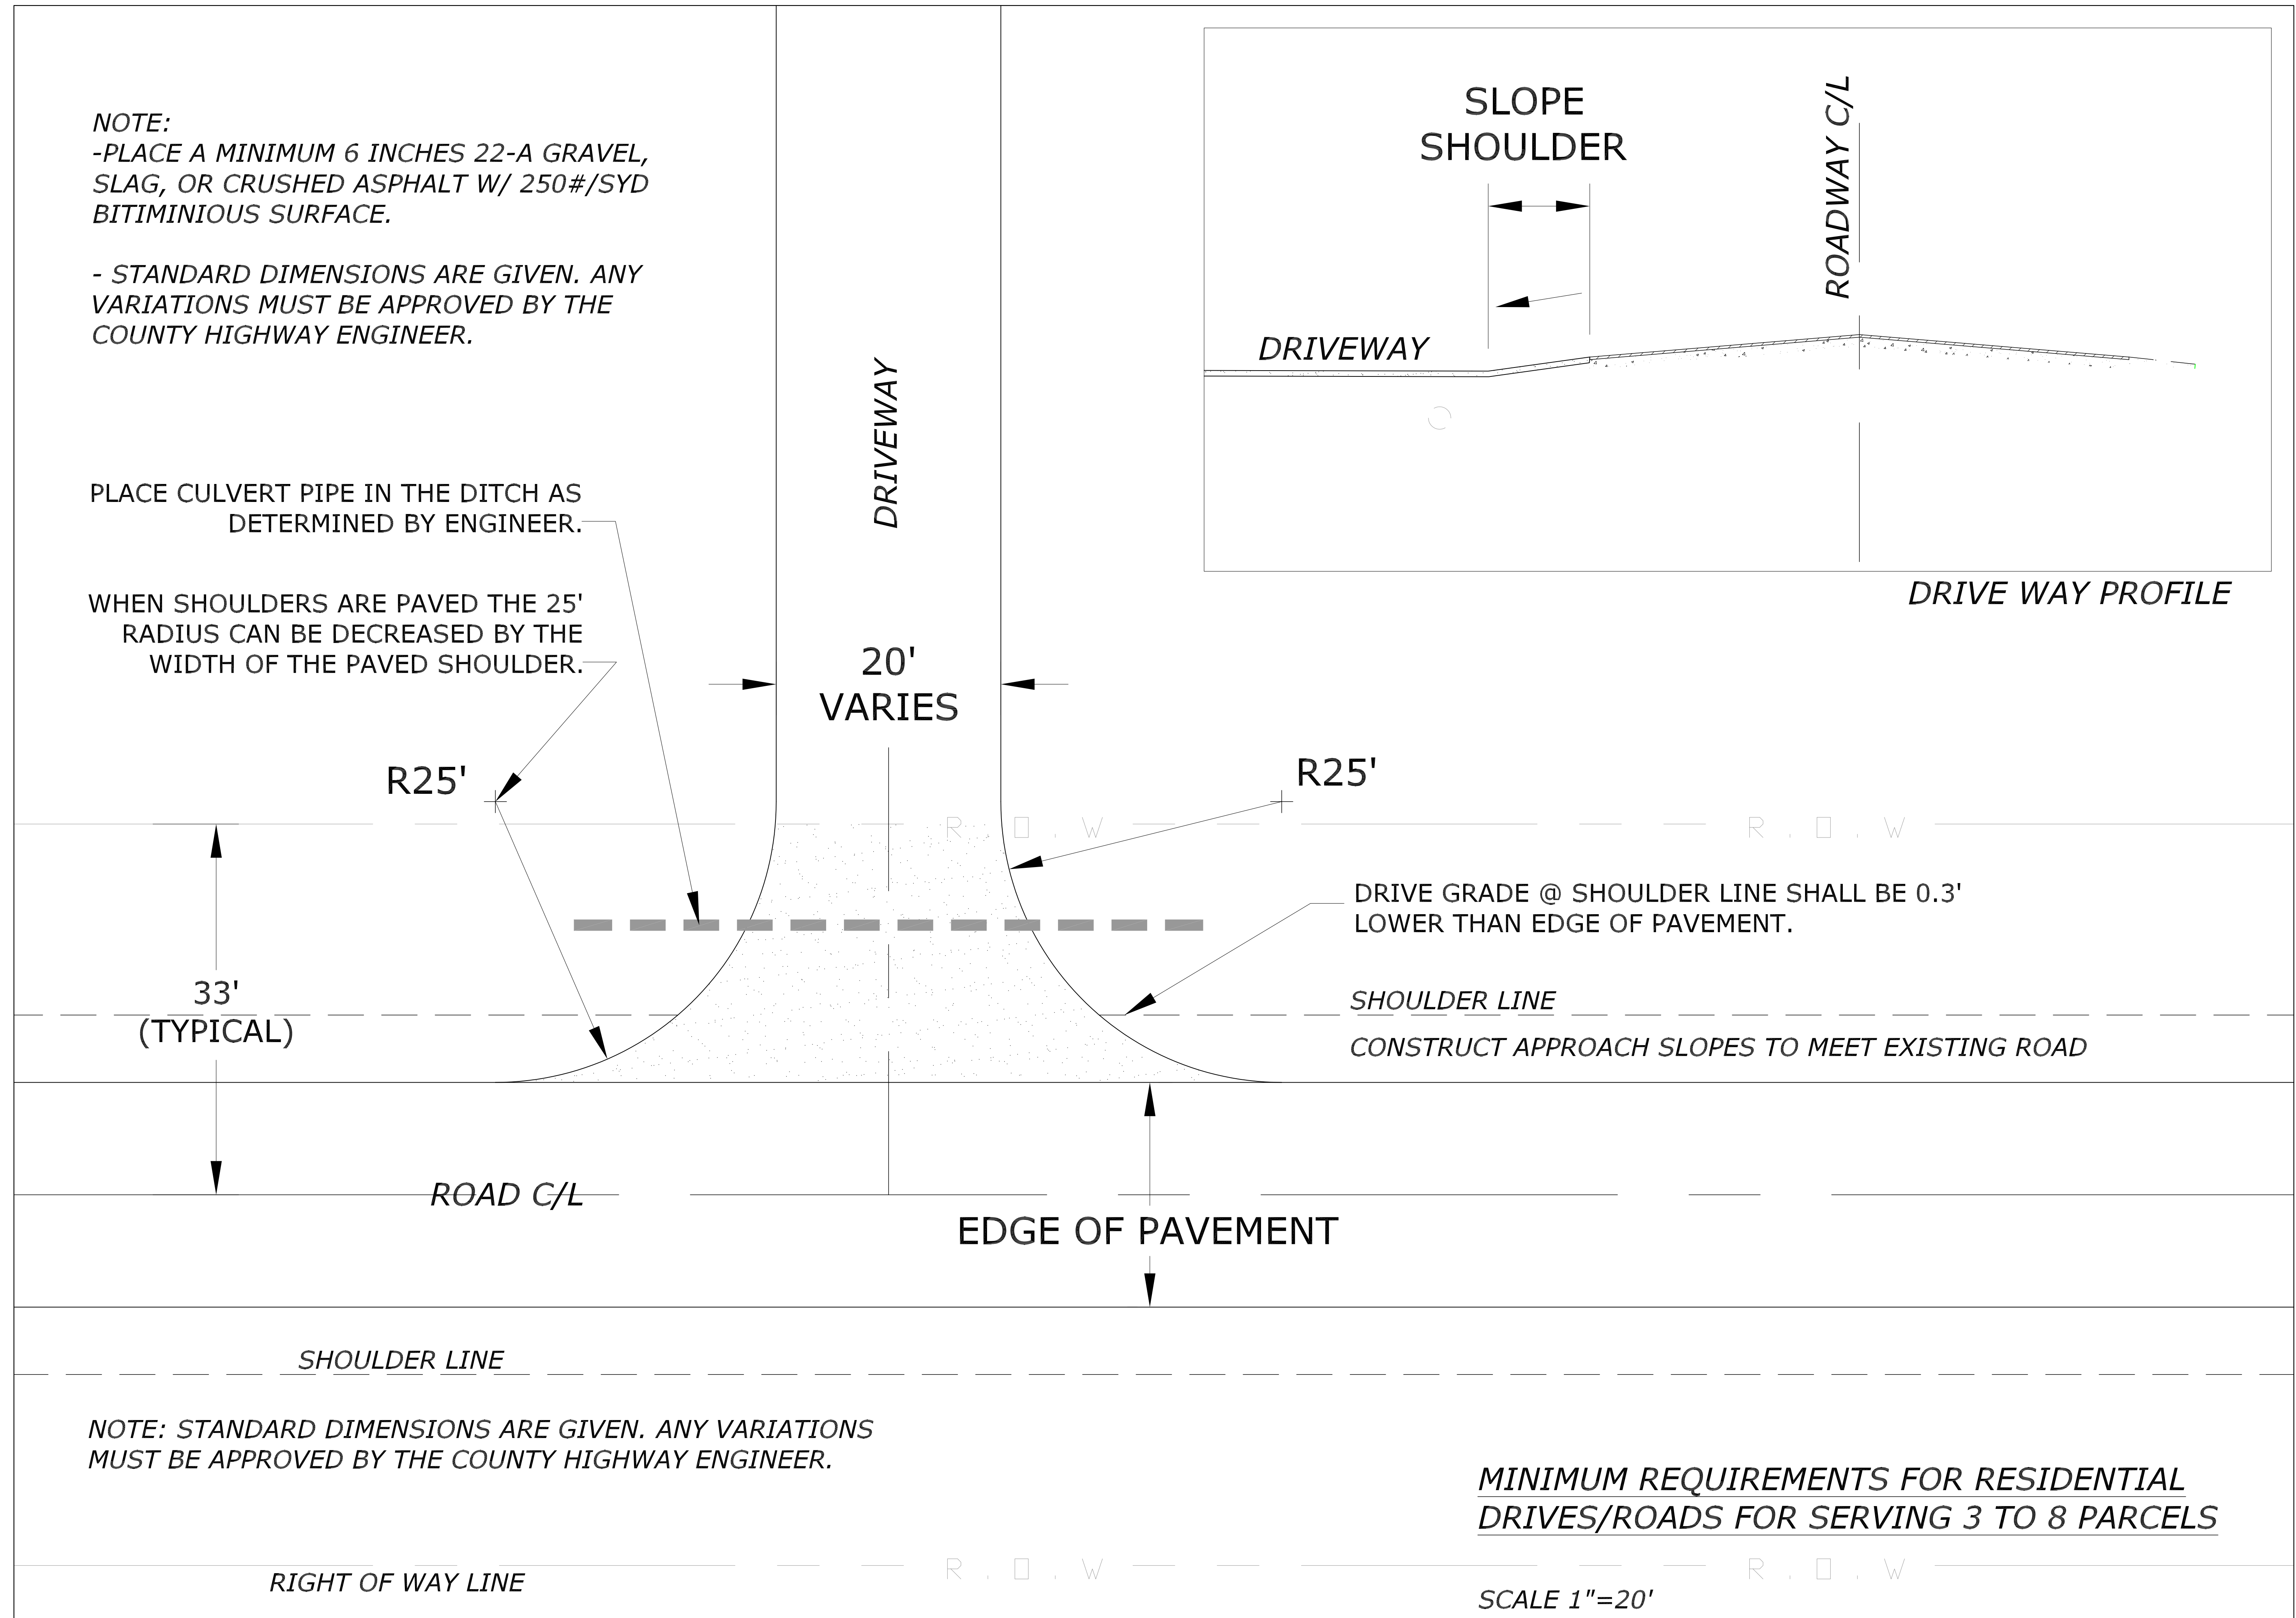 NOTE:
-PLACE A MINIMUM 6 INCHES 22-A GRAVEL,
SLAG, OR CRUSHED ASPHALT W/ 250#/SYD
BITIMINIOUS SURFACE.
- STANDARD DIMENSIONS ARE GIVEN. ANY
VARIATIONS MUST BE APPROVED BY THE
COUNTY HIGHWAY ENGINEER.
PLACE CULVERT PIPE IN THE DITCH AS
DETERMINED BY ENGINEER.
WHEN SHOULDERS ARE PAVED THE 25'
RADIUS CAN BE DECREASED BY THE
WIDTH OF THE PAVED SHOULDER.
DRIVEWAY
20'
VARIES
SLOPE
SHOULDER
ROADWAY C/L
DRIVEWAY
DRIVE WAY PROFILE
R25'
R25'
R.O.W
R.O.W
DRIVE GRADE @ SHOULDER LINE SHALL BE 0.3'
LOWER THAN EDGE OF PAVEMENT.
33'
(TYPICAL)
SHOULDER LINE
CONSTRUCT APPROACH SLOPES TO MEET EXISTING ROAD
ROAD C/L
EDGE OF PAVEMENT
SHOULDER LINE
NOTE: STANDARD DIMENSIONS ARE GIVEN. ANY VARIATIONS
MUST BE APPROVED BY THE COUNTY HIGHWAY ENGINEER.
MINIMUM REQUIREMENTS FOR RESIDENTIAL
DRIVES/ROADS FOR SERVING 3 TO 8 PARCELS
R.O.W
R.O.W
RIGHT OF WAY LINE
SCALE 1"=20'